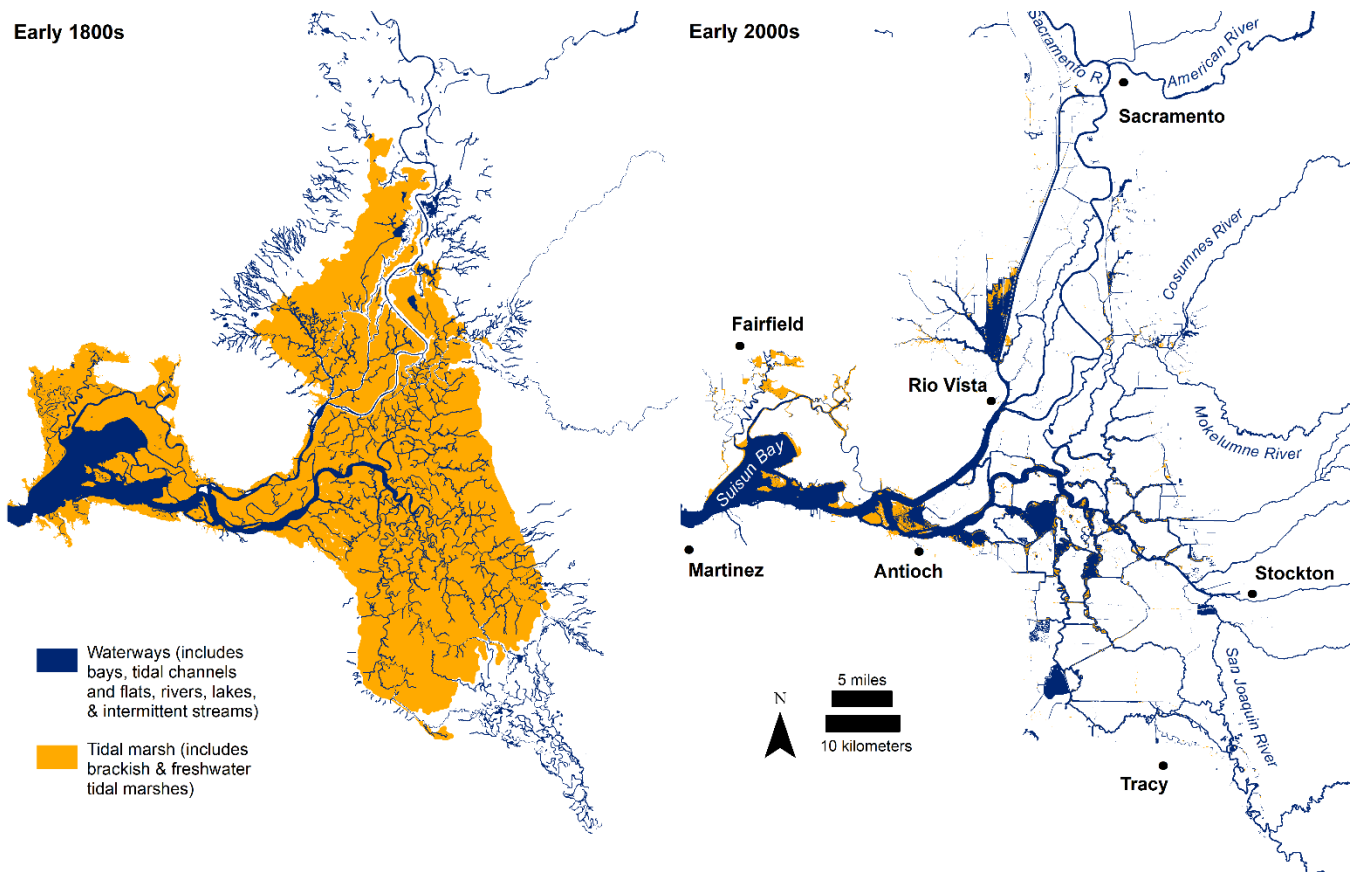 Early 1800s
Waterways (includes
bays, tidal channels
and flats, rivers, lakes,
& intermittent streams)
Tidal marsh (includes
brackish & freshwater
tidal marshes)
Early 2000s
Sacramento R.
American River
Sacramento
Cosumnes River
Fairfield
Rio Vista
Mokelumne River
Suisun Bay
Martinez
Antioch
Stockton
San Joaquin River
N
5 miles
10 kilometers
Tracy